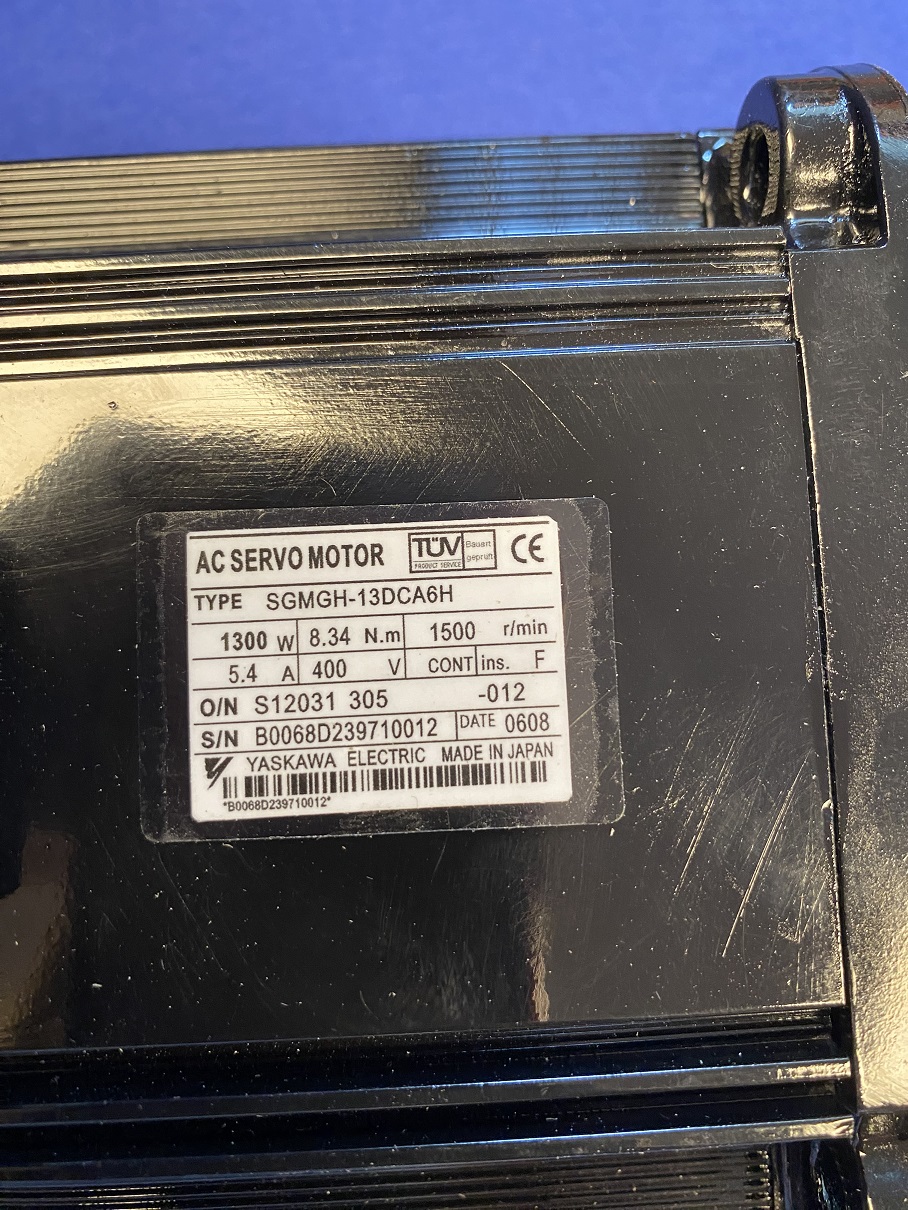 AC SERVO MOTOR TÜV PRODUCT SERVICE Bauart geprüft CE
TYPE SGMGH-13DCA6H
1300 W 8.34 N.m 1500 r/min
5.4 A 400 V CONT ins. F
O/N S12031 305 -012
S/N B0068D239710012 DATE 0608
YASKAWA ELECTRIC MADE IN JAPAN
*B0068D239710012*